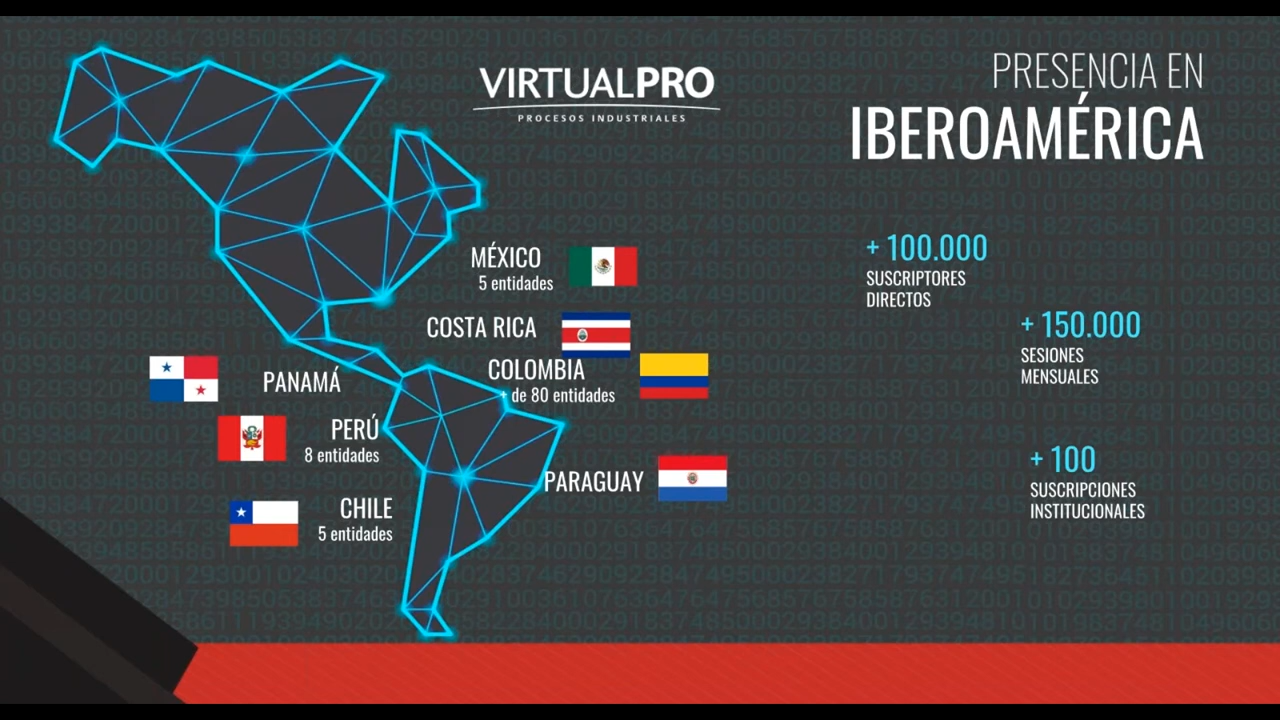 VIRTUALPRO
PROCESOS INDUSTRIALES
PRESENCIA EN
IBEROAMÉRICA
MÉXICO
5 entidades
COSTA RICA
COLOMBIA
+ de 80 entidades
PANAMÁ
PERÚ
8 entidades
CHILE
5 entidades
PARAGUAY
+ 100.000
SUSCRIPTORES
DIRECTOS
+ 150.000
SESIONES
MENSUALES
+ 100
SUSCRIPCIONES
INSTITUCIONALES